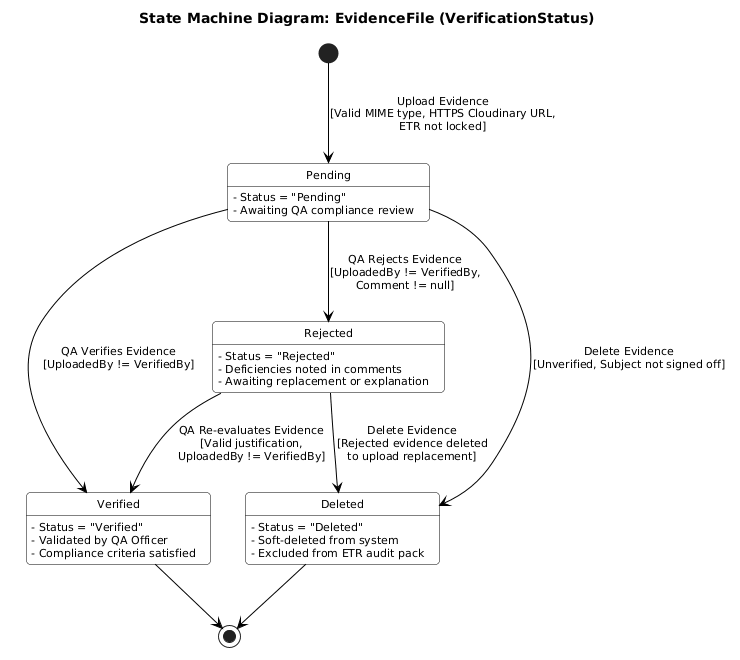 State Machine Diagram: EvidenceFile (VerificationStatus)
Upload Evidence
[Valid MIME type, HTTPS Cloudinary URL,
ETR not locked]
Pending
- Status = "Pending"
- Awaiting QA compliance review
QA Rejects Evidence
[UploadedBy != VerifiedBy,
Comment != null]
Rejected
- Status = "Rejected"
- Deficiencies noted in comments
- Awaiting replacement or explanation
QA Verifies Evidence
[UploadedBy != VerifiedBy]
Delete Evidence
[Unverified, Subject not signed off]
QA Re-evaluates Evidence
[Valid justification,
UploadedBy != VerifiedBy]
Delete Evidence
[Rejected evidence deleted
to upload replacement]
Verified
- Status = "Verified"
- Validated by QA Officer
- Compliance criteria satisfied
Deleted
- Status = "Deleted"
- Soft-deleted from system
- Excluded from ETR audit pack